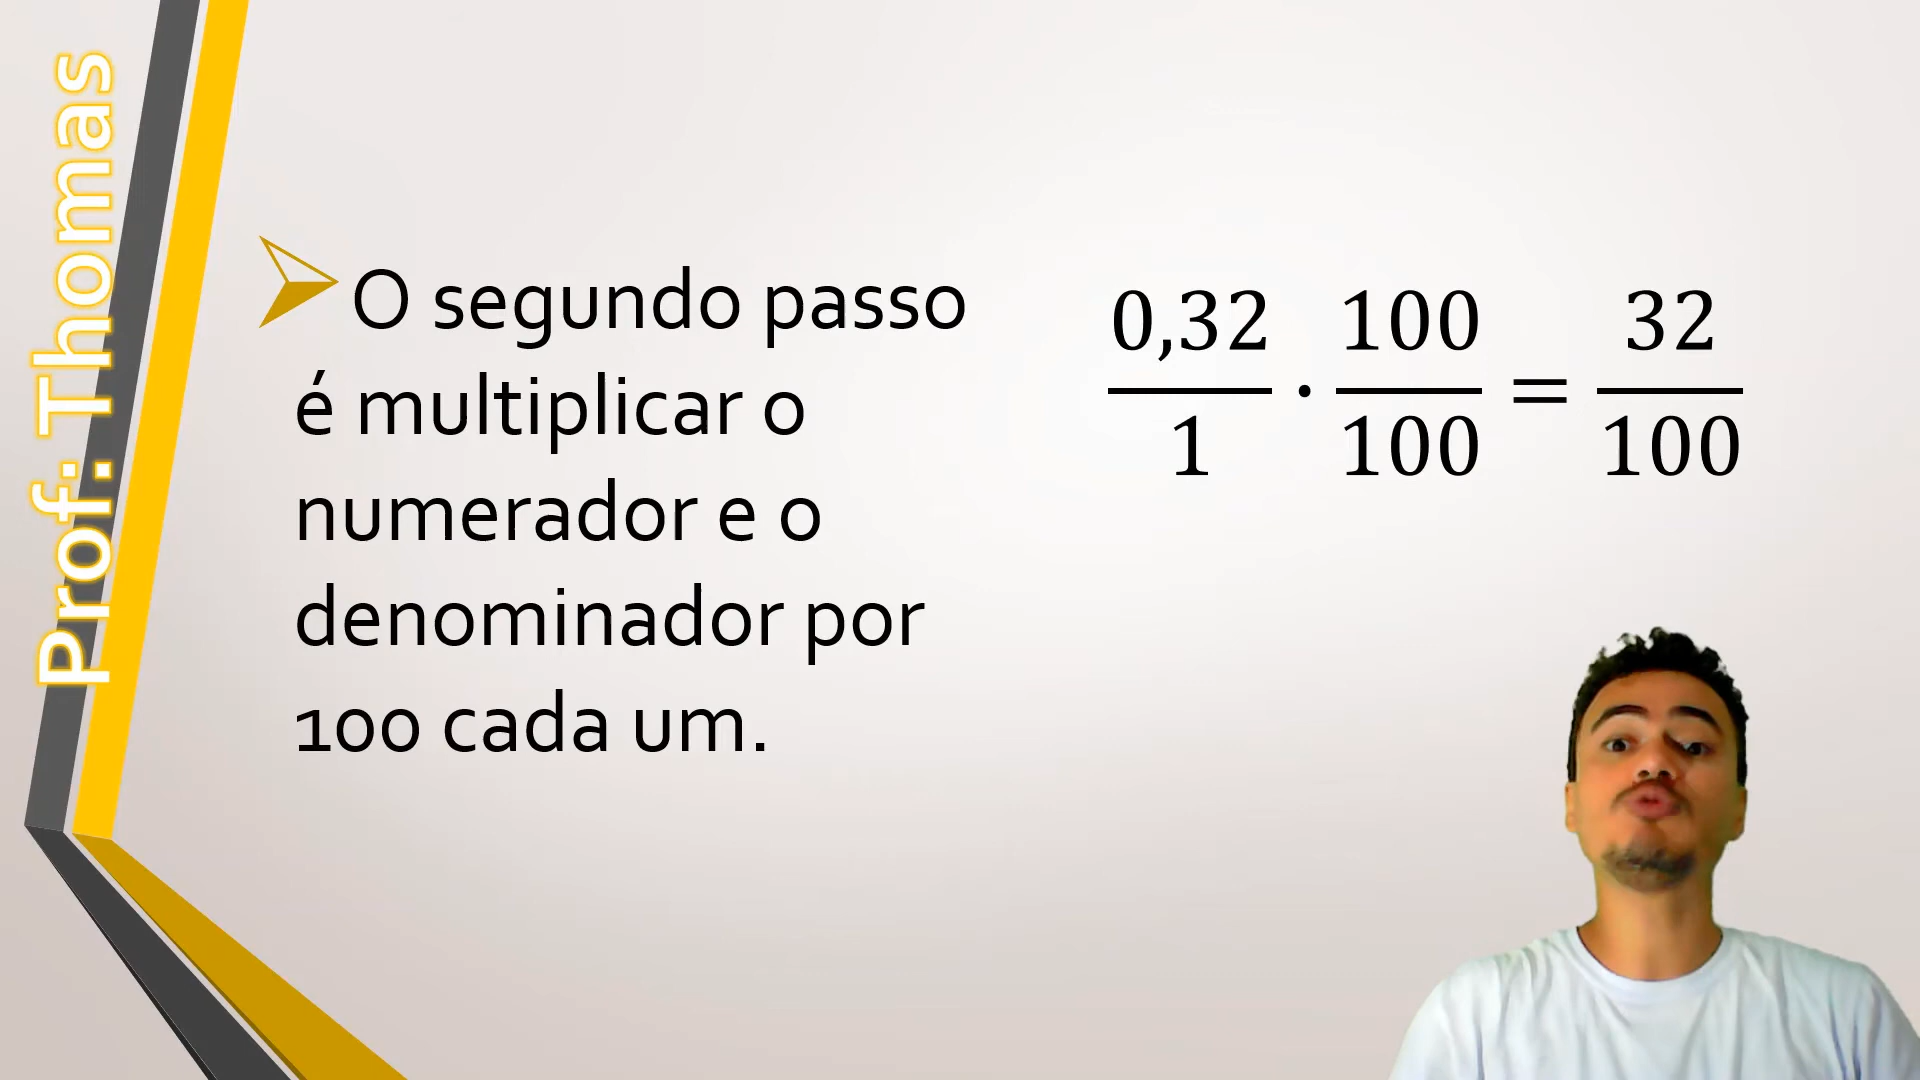 Prof: Thomas
O segundo passo
é multiplicar o
numerador e o
denominador por
100 cada um.
0,32/1 · 100/100 = 32/100